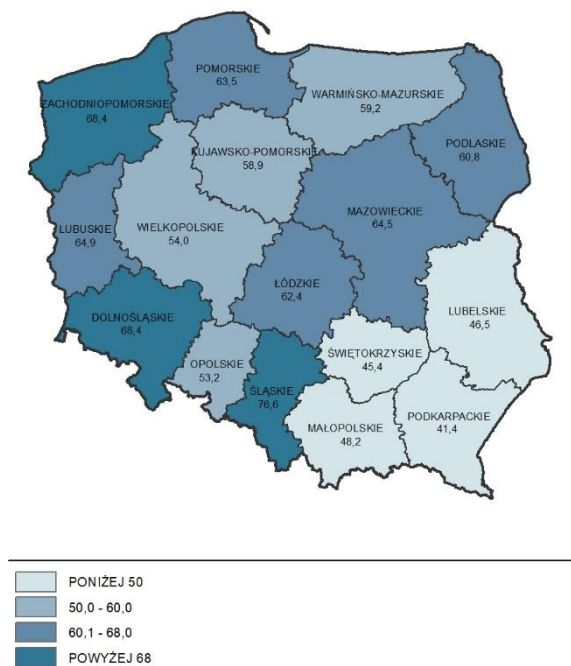 POMORSKIE
63,5
WARMIŃSKO-MAZURSKIE
59,2
ZACHODNIOPOMORSKIE
68,4
PODLASKIE
60,8
KUJAWSKO-POMORSKIE
58,9
MAZOWIECKIE
64,5
WIELKOPOLSKIE
54,0
LUBUSKIE
64,9
ŁÓDZKIE
62,4
LUBELSKIE
46,5
DOLNOŚLĄSKIE
68,4
ŚWIĘTOKRZYSKIE
45,4
OPOLSKIE
53,2
ŚLĄSKIE
76,6
PODKARPACKIE
41,4
MAŁOPOLSKIE
48,2
PONIŻEJ 50
50,0 - 60,0
60,1 - 68,0
POWYŻEJ 68